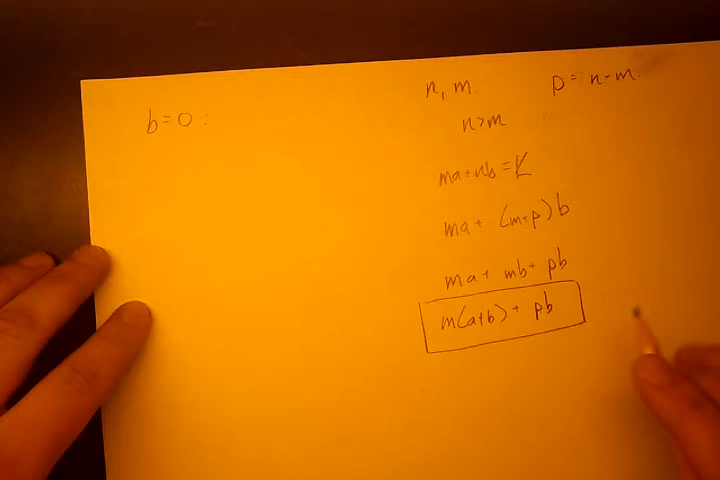 n, m
p = n - m
b = 0 :
n > m
ma + nb = K
ma + (m+p)b
ma + mb + pb
m(a+b) + pb